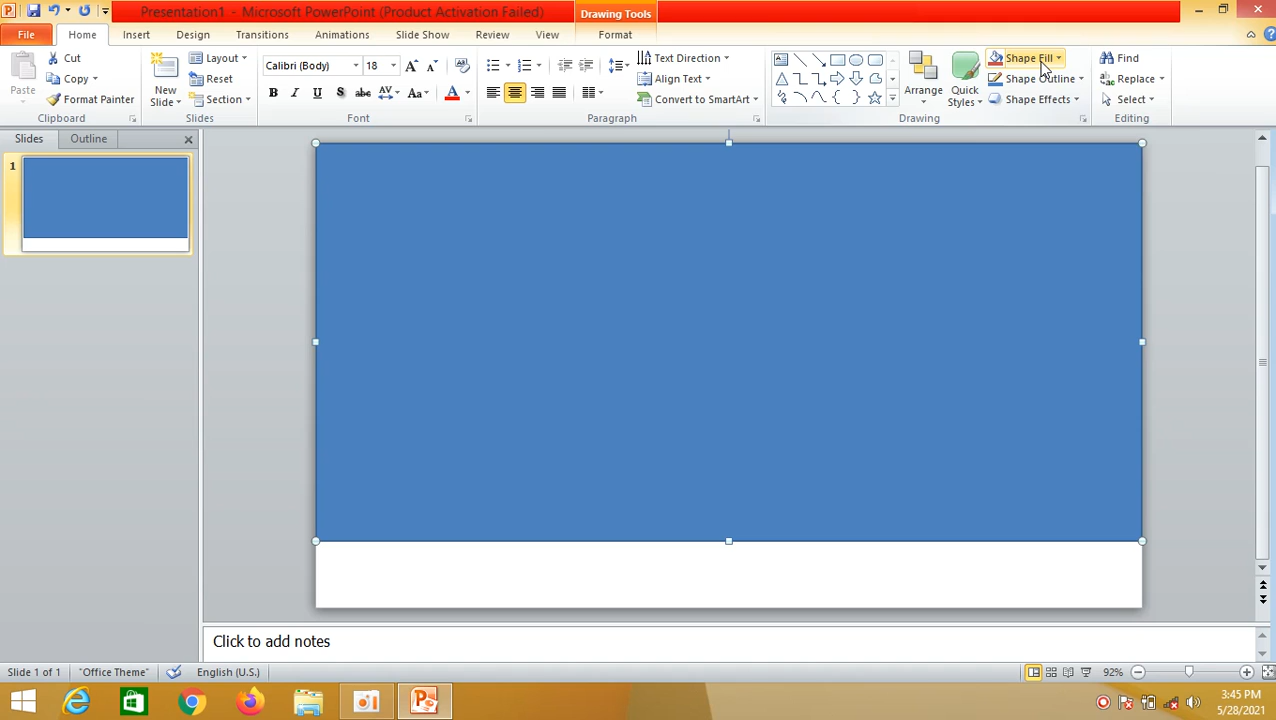 Presentation1 - Microsoft PowerPoint (Product Activation Failed)
Drawing Tools
File
Home
Insert
Design
Transitions
Animations
Slide Show
Review
View
Format
Paste
Cut
Copy
Format Painter
Clipboard
New
Slide
Layout
Reset
Section
Slides
Calibri (Body)
18
B I U S abc AV Aa A
Font
Text Direction
Align Text
Convert to SmartArt
Paragraph
Arrange
Quick
Styles
Shape Fill
Shape Outline
Shape Effects
Drawing
Find
Replace
Select
Editing
Slides
Outline
1
Click to add notes
Slide 1 of 1
"Office Theme"
English (U.S.)
92%
3:45 PM
5/28/2021